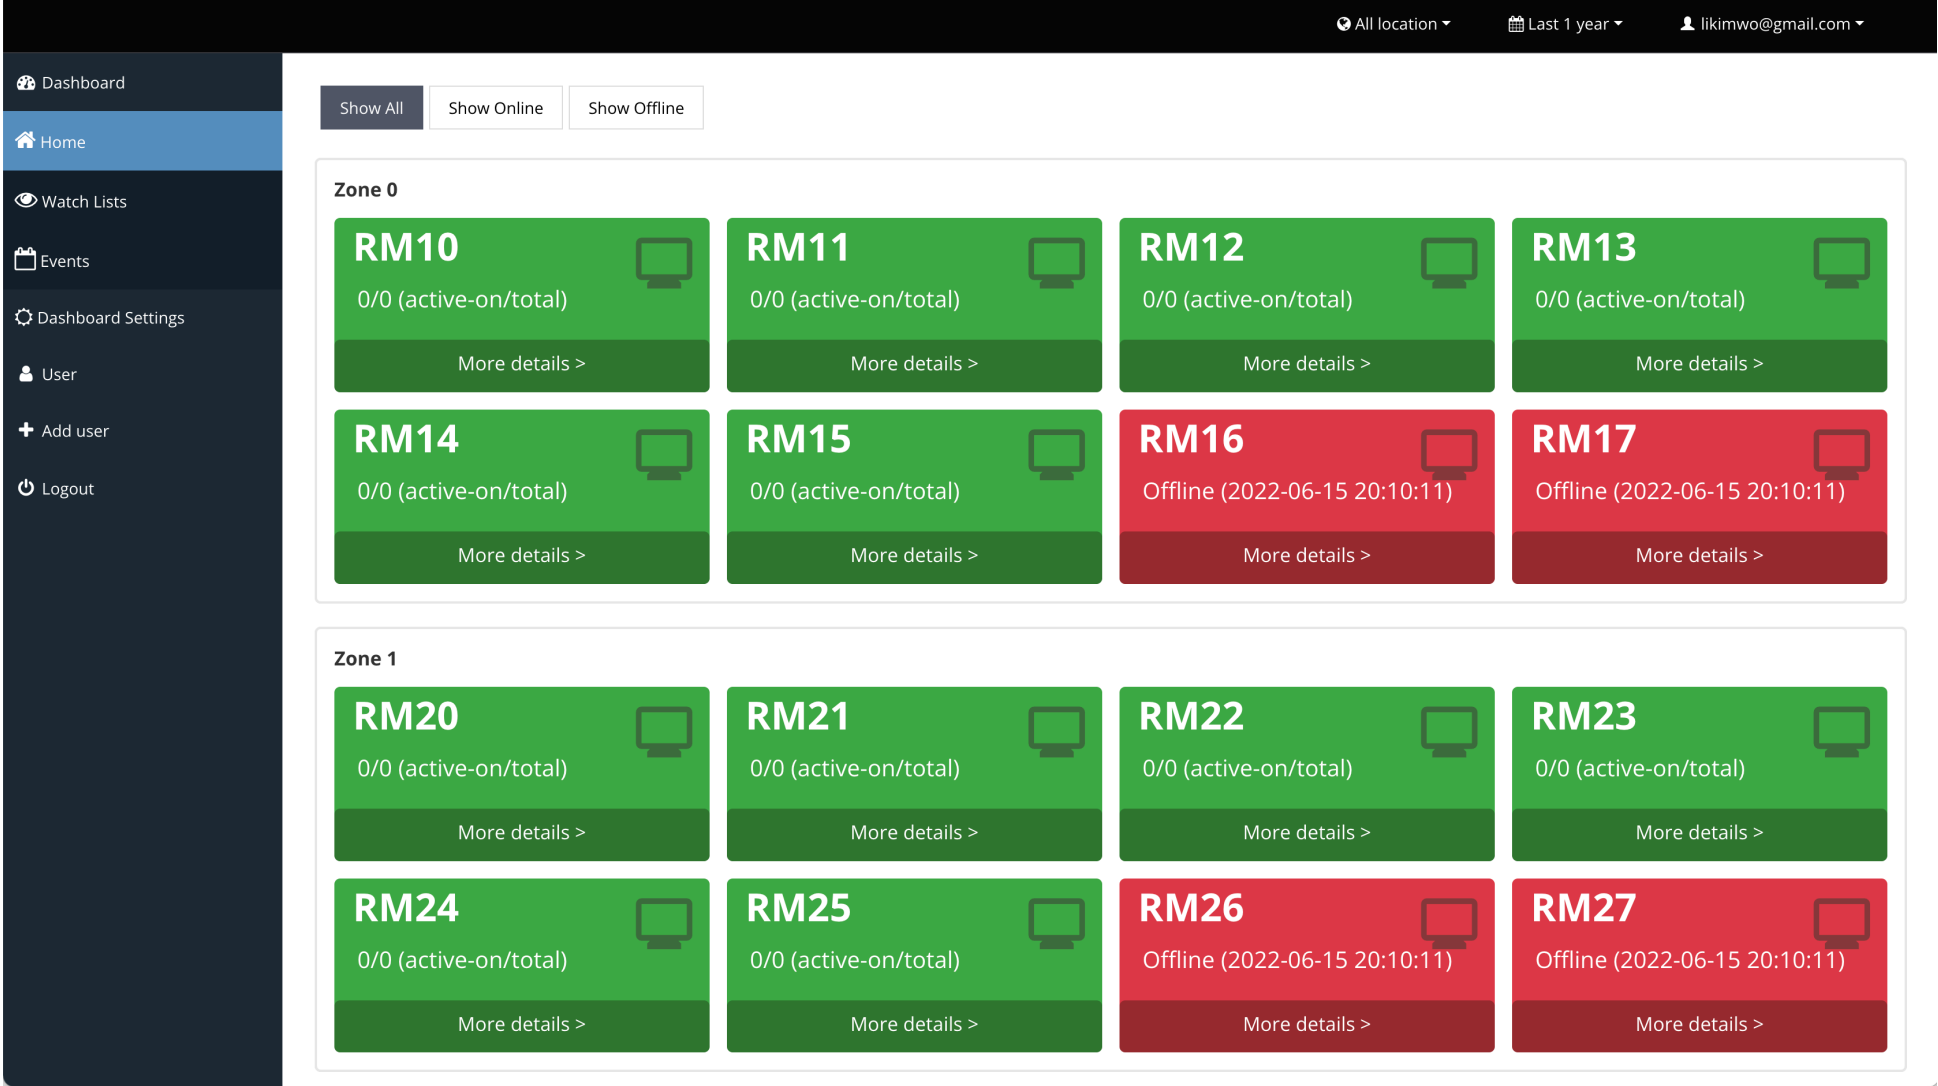 All location Last 1 year likimwo@gmail.com
Dashboard
Home
Watch Lists
Events
Dashboard Settings
User
Add user
Logout
Show All Show Online Show Offline
Zone 0
RM10 RM11 RM12 RM13
0/0 (active-on/total) 0/0 (active-on/total) 0/0 (active-on/total) 0/0 (active-on/total)
More details > More details > More details > More details >
RM14 RM15 RM16 RM17
0/0 (active-on/total) 0/0 (active-on/total) Offline (2022-06-15 20:10:11) Offline (2022-06-15 20:10:11)
More details > More details > More details > More details >
Zone 1
RM20 RM21 RM22 RM23
0/0 (active-on/total) 0/0 (active-on/total) 0/0 (active-on/total) 0/0 (active-on/total)
More details > More details > More details > More details >
RM24 RM25 RM26 RM27
0/0 (active-on/total) 0/0 (active-on/total) Offline (2022-06-15 20:10:11) Offline (2022-06-15 20:10:11)
More details > More details > More details > More details >